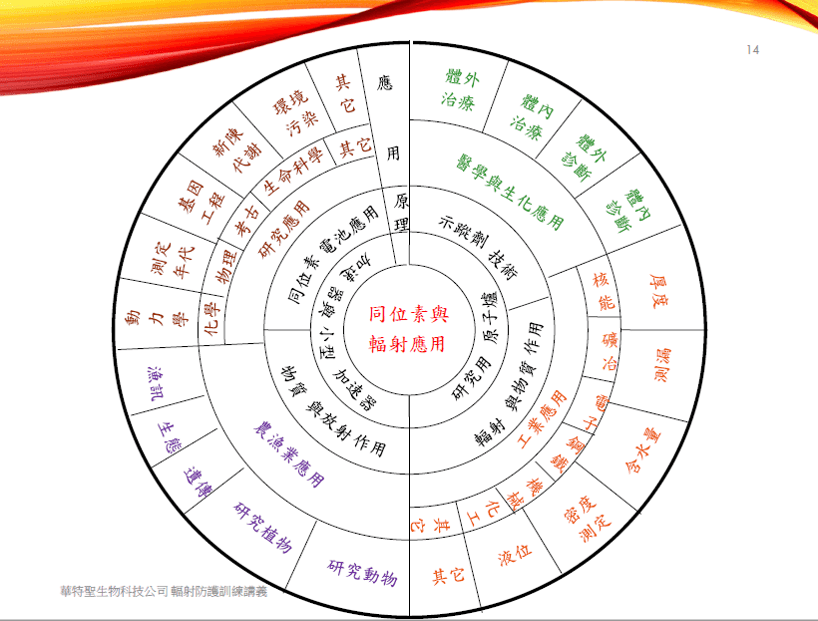 14
應
用
原
理
體外
治療
體內
治療
體外
診斷
體內
診斷
醫學與生化應用
示蹤劑 技術
研究用 原子爐
輻射 與物質 作用
工業應用
核
能
礦
冶
電
子
鋼
鐵
機
械
化
工
其
它
厚度
測漏
含水量
密度
測定
液位
其它
同位素與
輻射應用
加速
器與 小型
加速器
同位素 電池應用
物質 與放射 作用
研究應用
化學
物理
考古
生命科學
其它
動
力
學
測定
年代
基因
工程
新陳
代謝
環境
污染
其
它
農漁業應用
漁訊
生態
遺傳
研究植物
研究動物
華特聖生物科技公司 輻射防護訓練講義